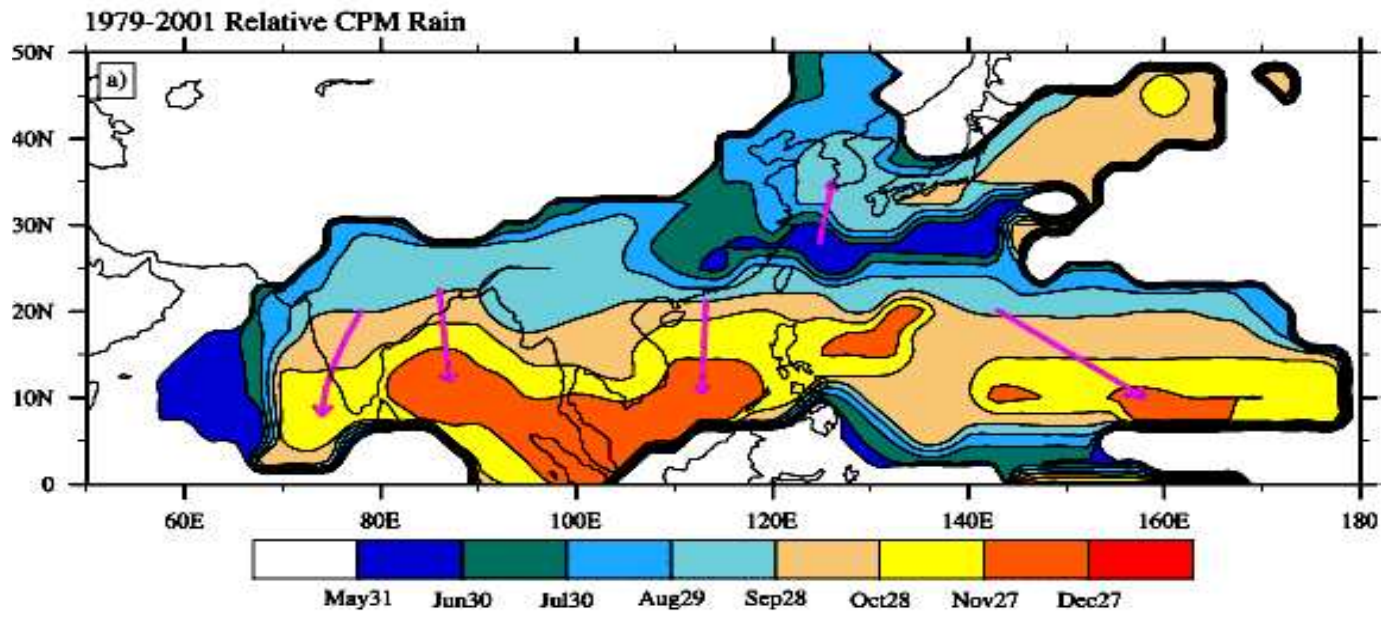 1979-2001 Relative CPM Rain
50N
a)
40N
30N
20N
10N
0
60E 80E 100E 120E 140E 160E 180
May31 Jun30 Jul30 Aug29 Sep28 Oct28 Nov27 Dec27